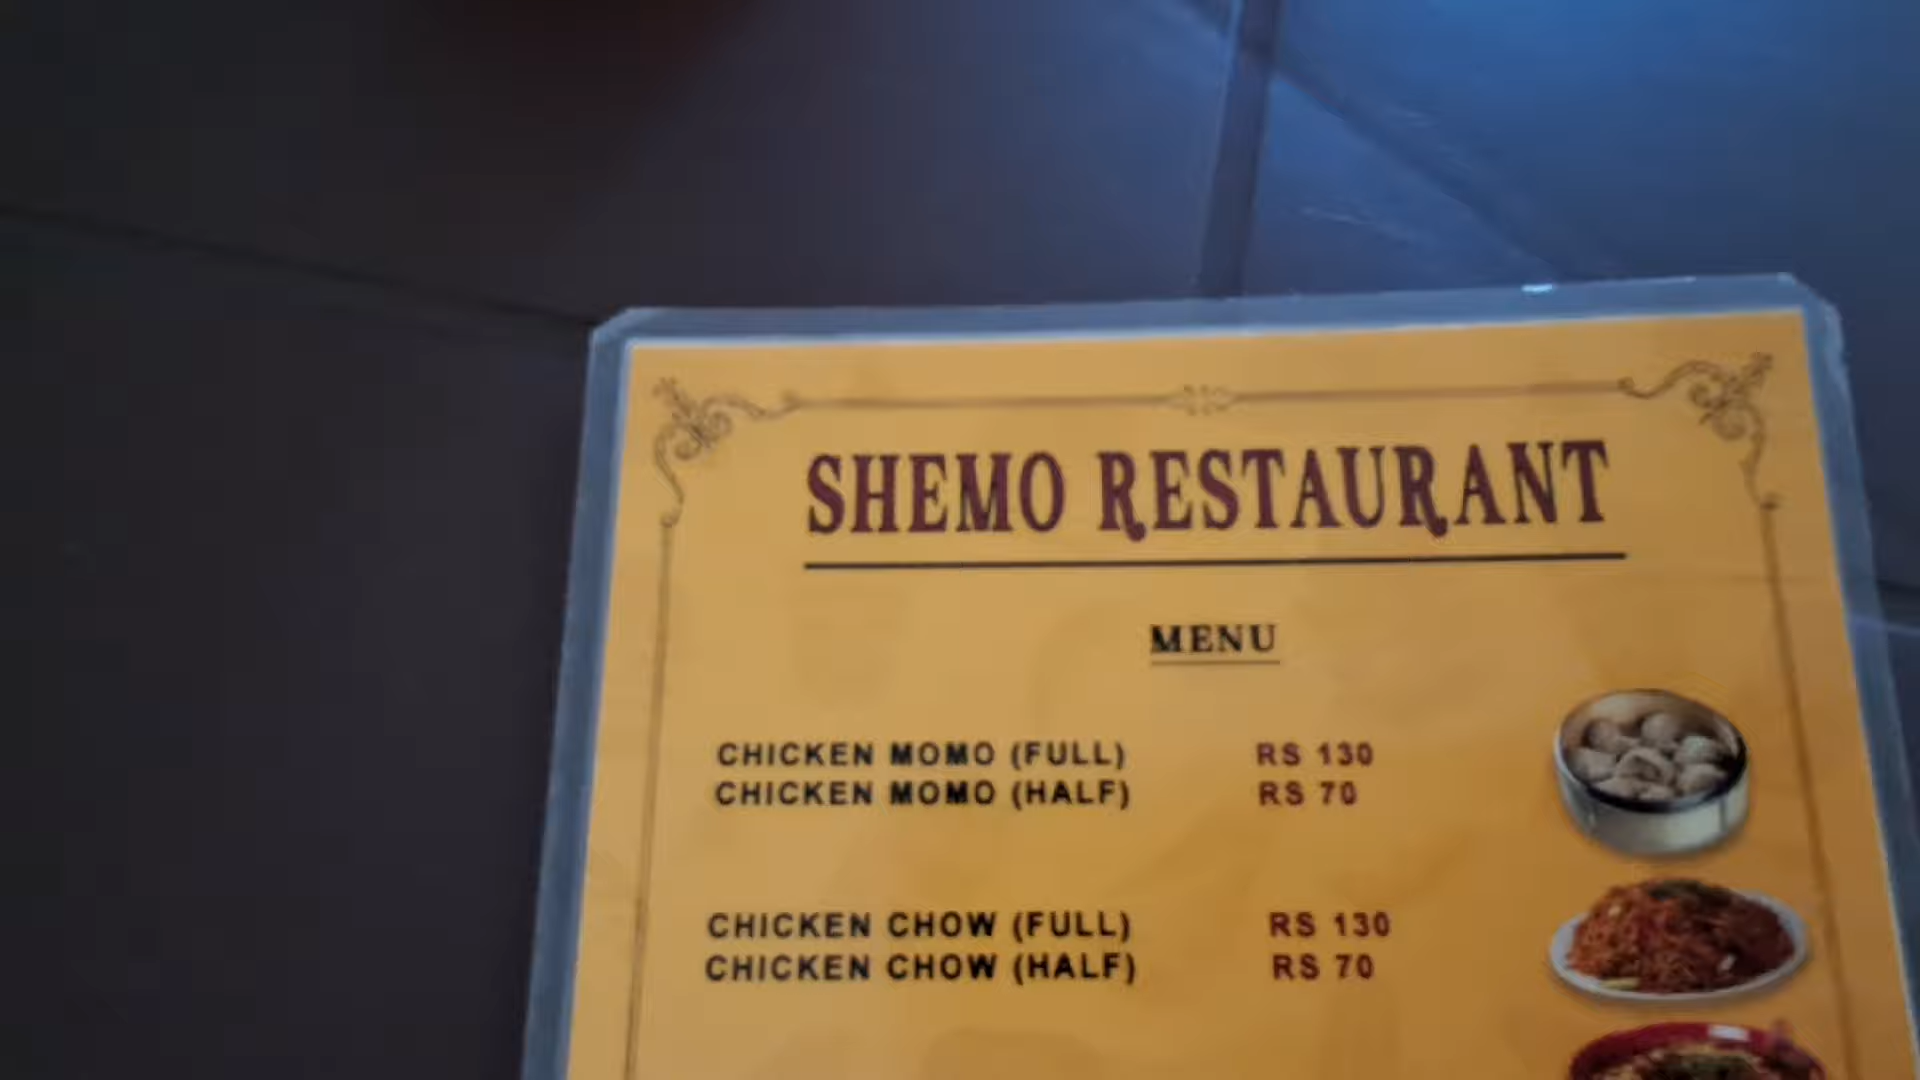 SHEMO RESTAURANT
MENU
CHICKEN MOMO (FULL) RS 130
CHICKEN MOMO (HALF) RS 70
CHICKEN CHOW (FULL) RS 130
CHICKEN CHOW (HALF) RS 70